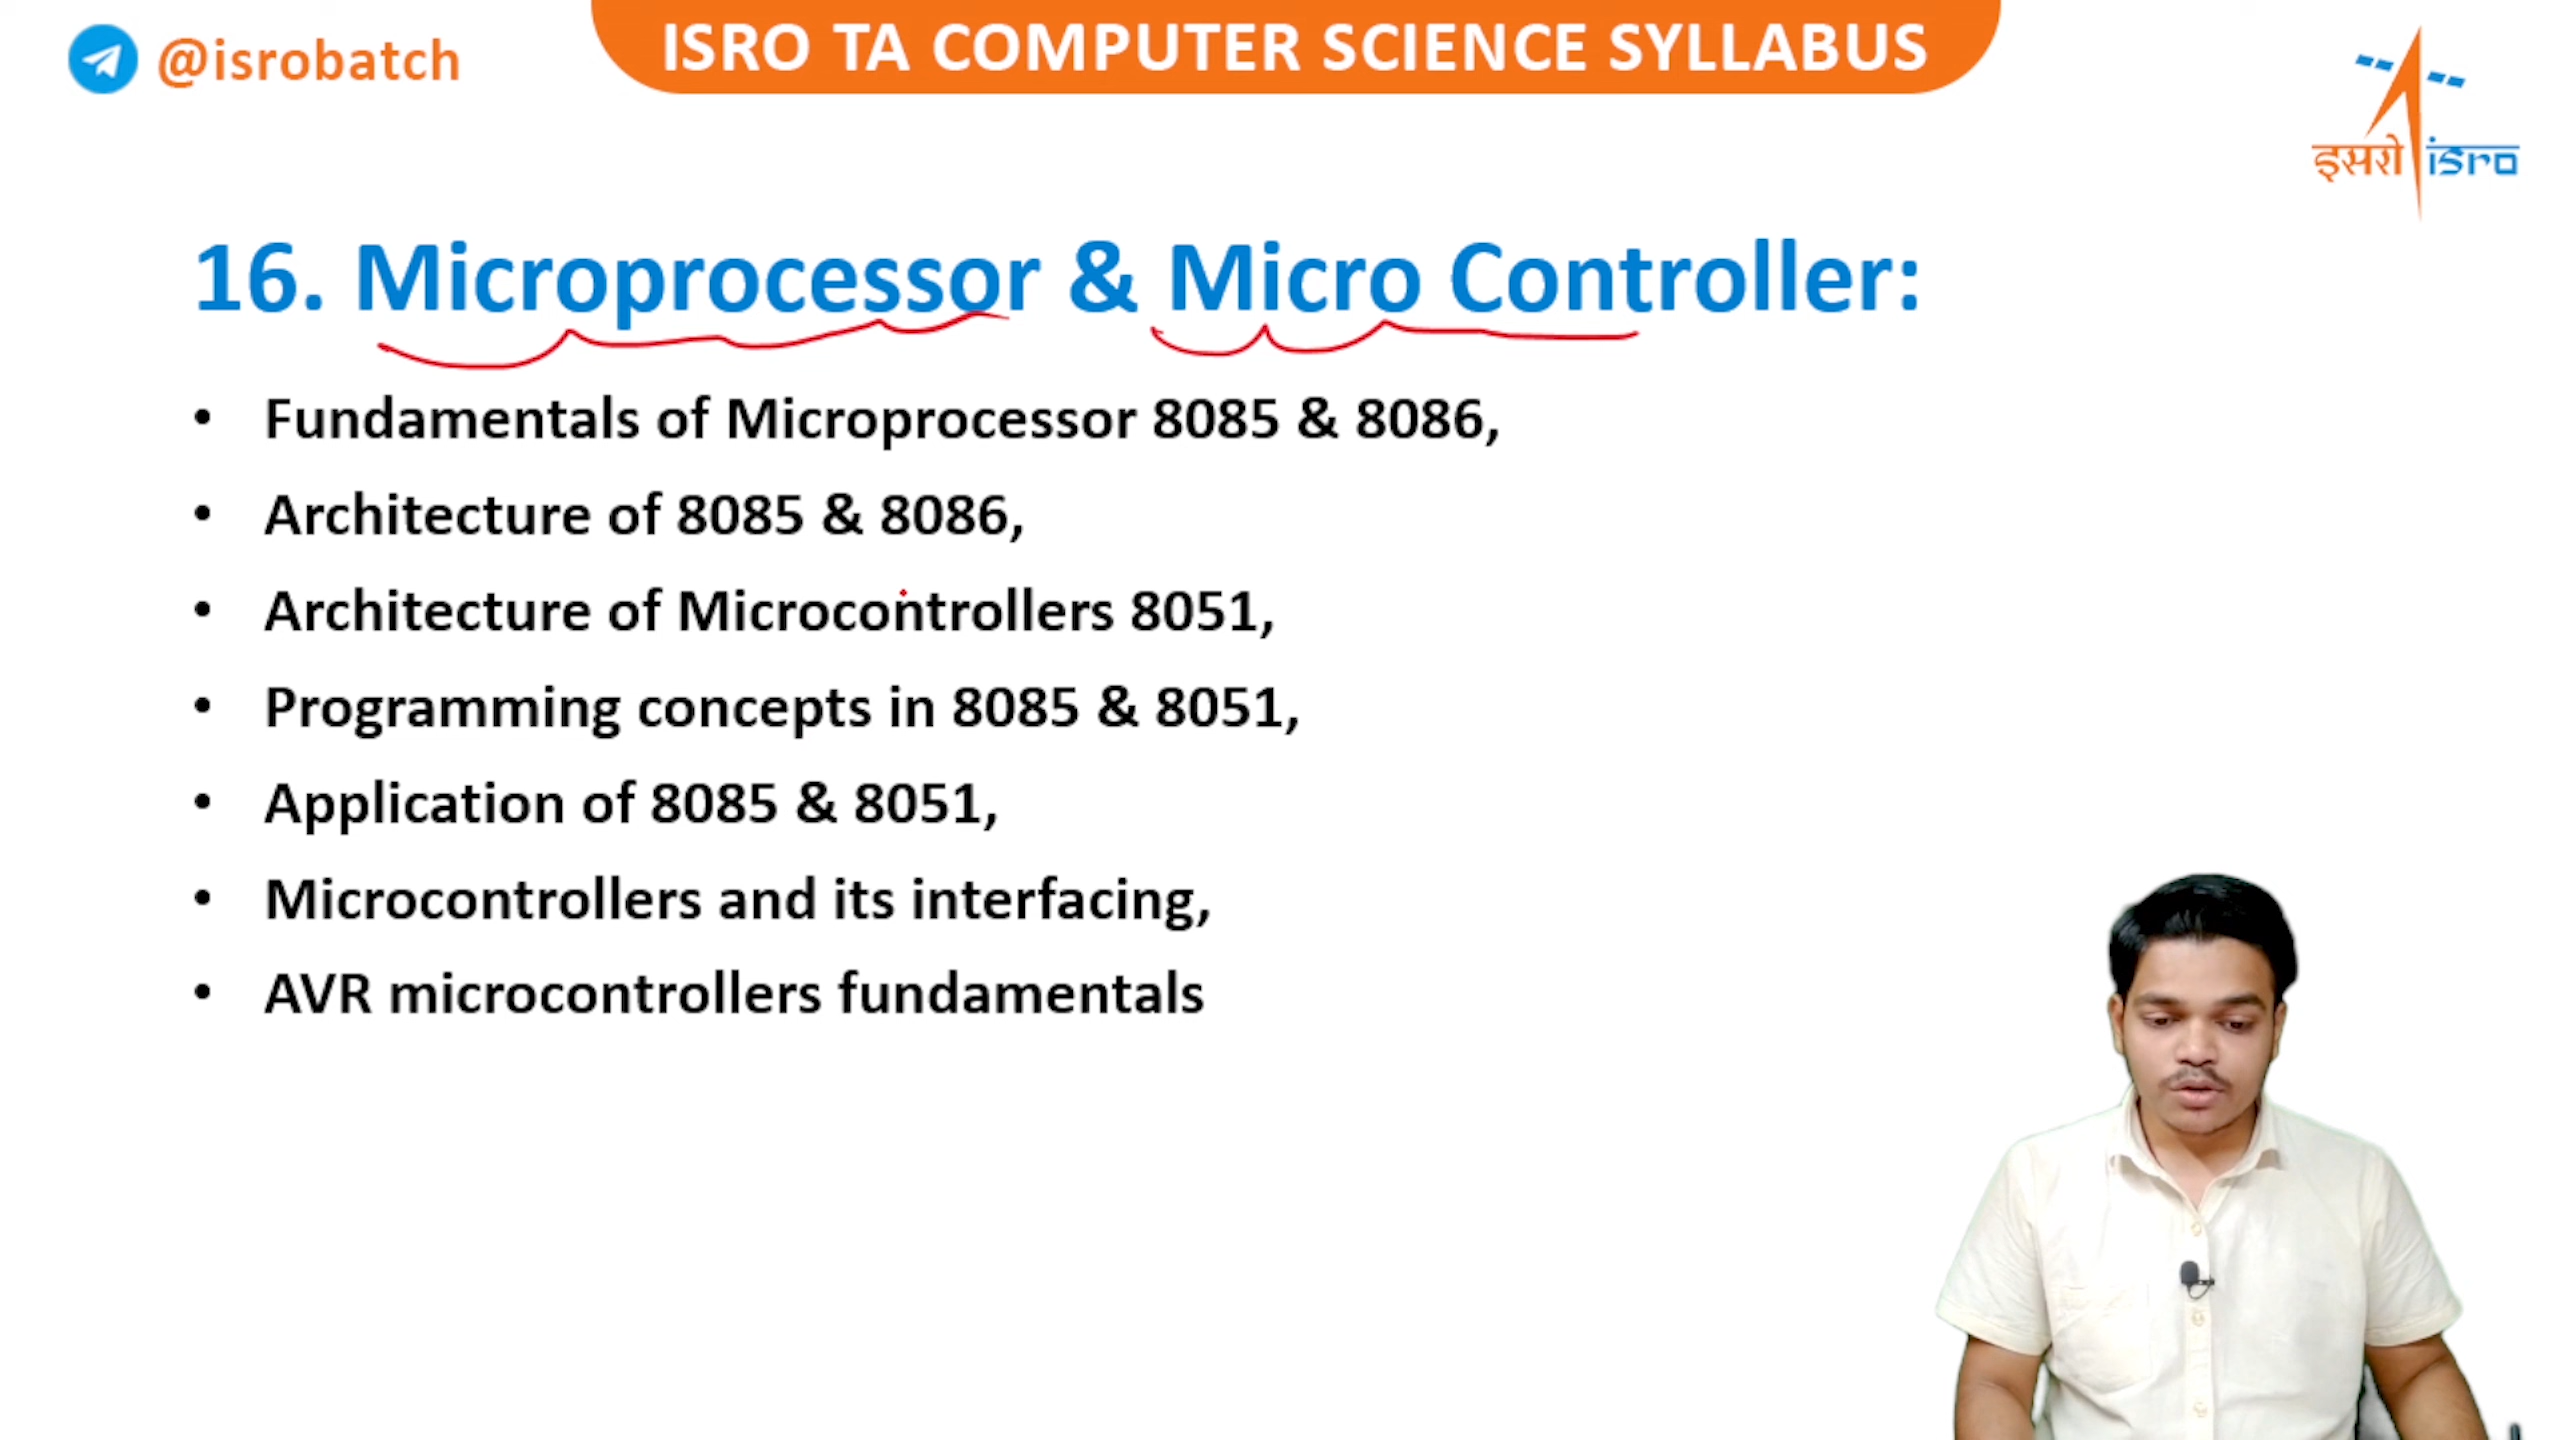 @isrobatch
ISRO TA COMPUTER SCIENCE SYLLABUS
इसरो isro
16. Microprocessor & Micro Controller:
• Fundamentals of Microprocessor 8085 & 8086,
• Architecture of 8085 & 8086,
• Architecture of Microcontrollers 8051,
• Programming concepts in 8085 & 8051,
• Application of 8085 & 8051,
• Microcontrollers and its interfacing,
• AVR microcontrollers fundamentals